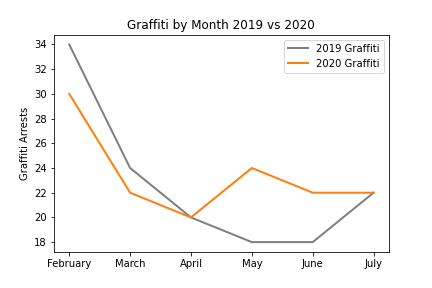 Graffiti by Month 2019 vs 2020
2019 Graffiti
2020 Graffiti
Graffiti Arrests
34
32
30
28
26
24
22
20
18
February March April May June July